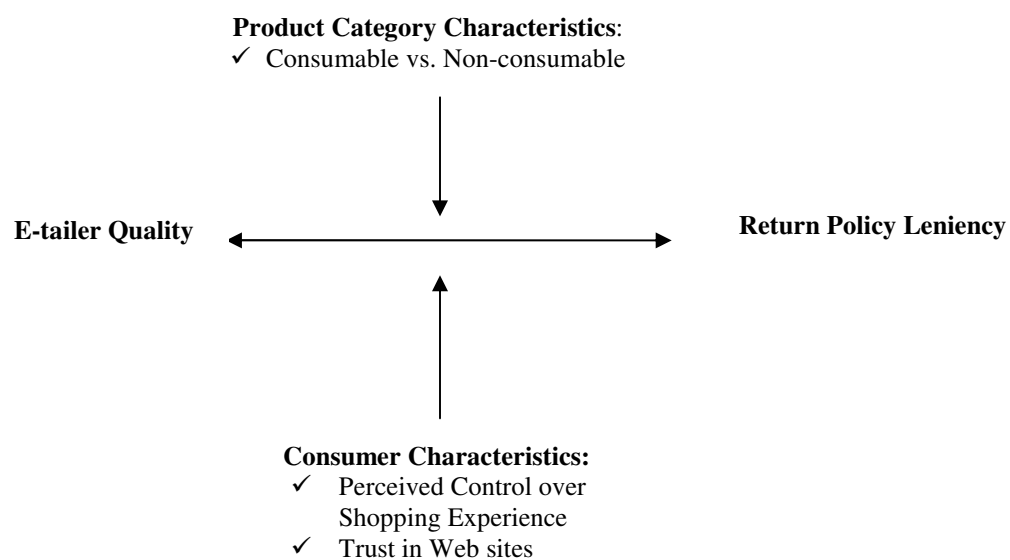 Product Category Characteristics:
✓ Consumable vs. Non-consumable
E-tailer Quality
Return Policy Leniency
Consumer Characteristics:
✓ Perceived Control over
Shopping Experience
✓ Trust in Web sites